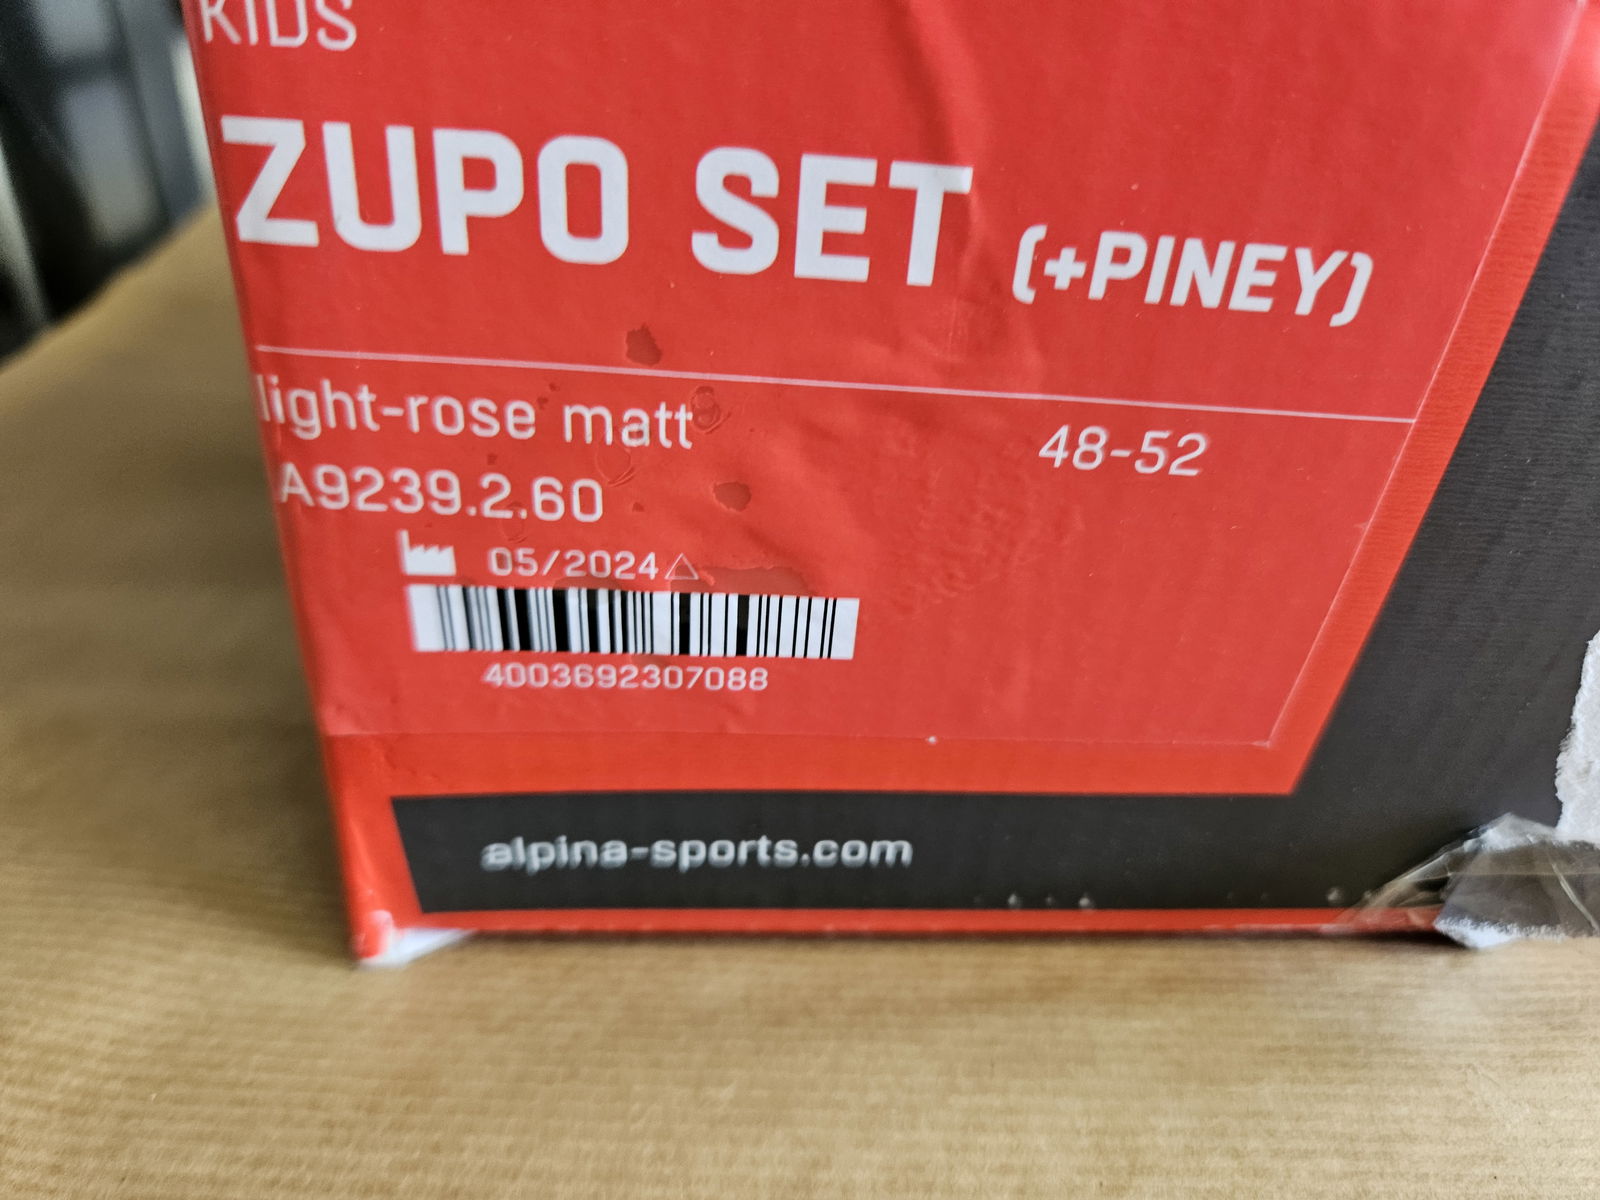 KIDS
ZUPO SET (+PINEY)
light-rose matt 48-52
A9239.2.60
05/2024
4003692307088
alpina-sports.com